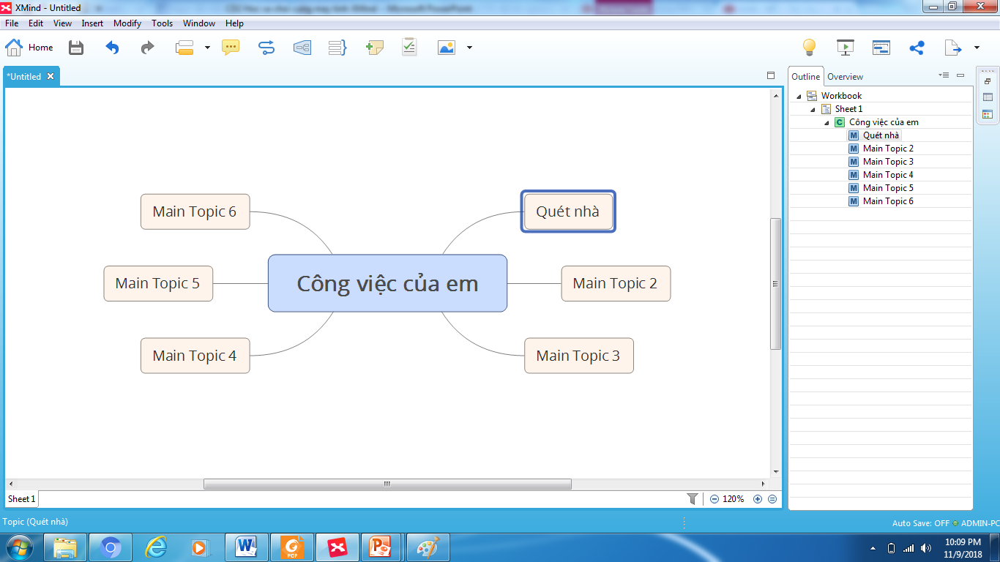 XMind - Untitled
File Edit View Insert Modify Tools Window Help
Home
*Untitled
Outline Overview
Workbook
Sheet 1
C Công việc của em
M Quét nhà
M Main Topic 2
M Main Topic 3
M Main Topic 4
M Main Topic 5
M Main Topic 6
Main Topic 6
Quét nhà
Main Topic 5
Công việc của em
Main Topic 2
Main Topic 4
Main Topic 3
Sheet 1
120%
Topic (Quét nhà)
Auto Save: OFF ADMIN-PC
PDF
10:09 PM
11/9/2018